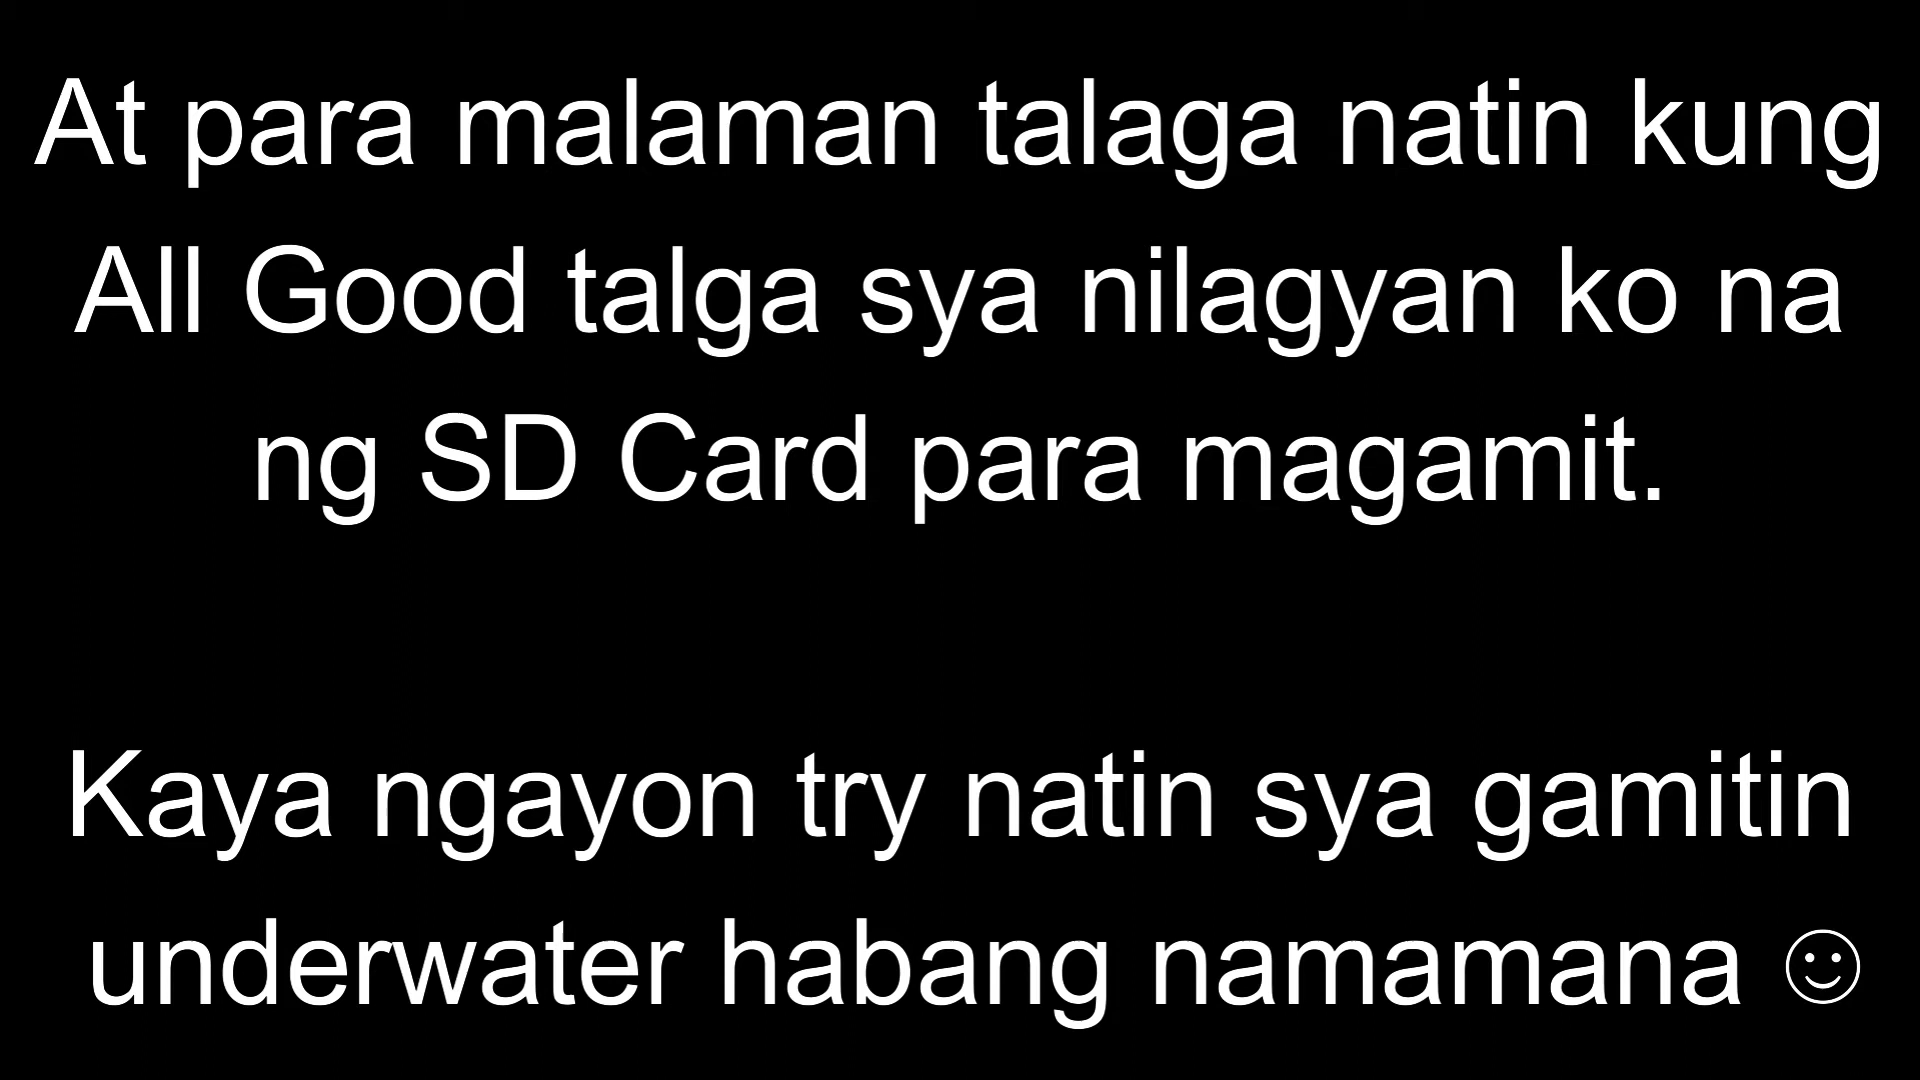 At para malaman talaga natin kung
All Good talga sya nilagyan ko na
ng SD Card para magamit.
Kaya ngayon try natin sya gamitin
underwater habang namamana ☺